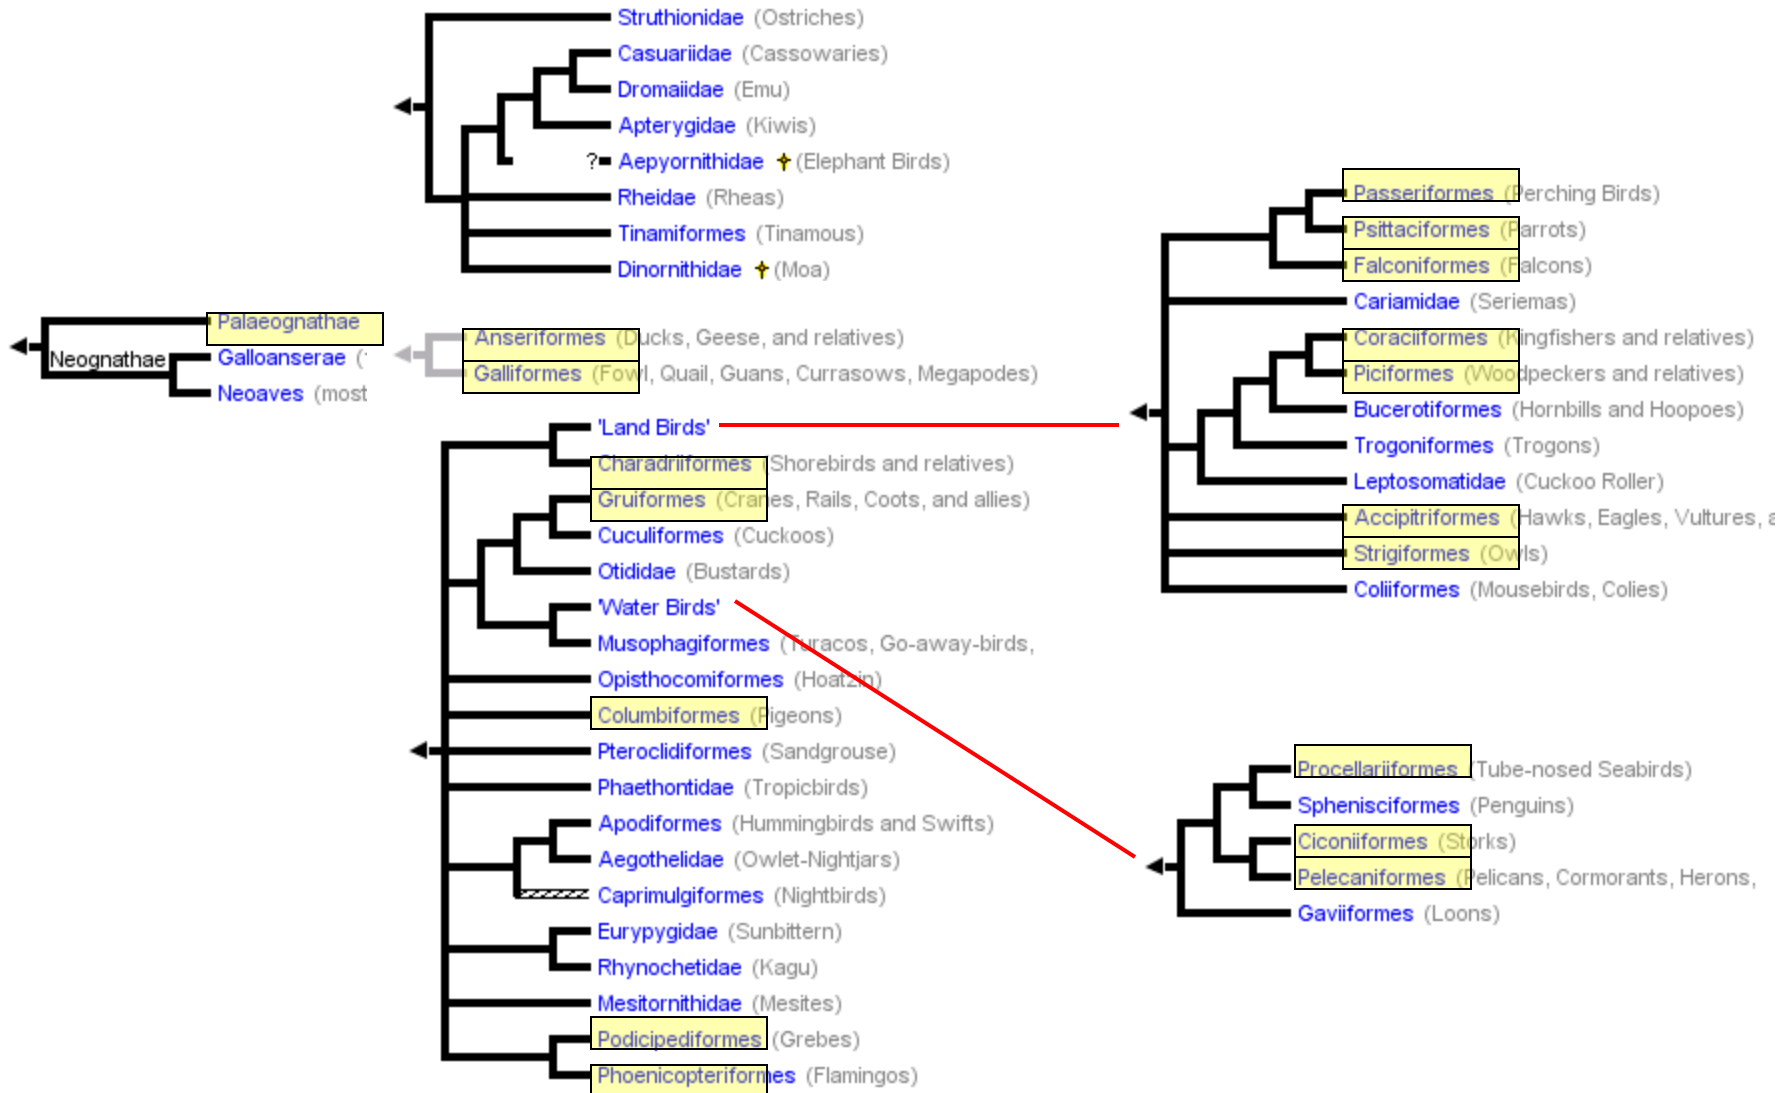 Struthionidae (Ostriches)
Casuariidae (Cassowaries)
Dromaiidae (Emu)
Apterygidae (Kiwis)
?
Aepyornithidae (Elephant Birds)
Rheidae (Rheas)
Tinamiformes (Tinamous)
Dinornithidae (Moa)
Palaeognathae
Neognathae
Galloanserae (
Neoaves (most
Anseriformes (Ducks, Geese, and relatives)
Galliformes (Fowl, Quail, Guans, Currasows, Megapodes)
'Land Birds'
Charadriiformes (Shorebirds and relatives)
Gruiformes (Cranes, Rails, Coots, and allies)
Cuculiformes (Cuckoos)
Otididae (Bustards)
'Water Birds'
Musophagiformes (Turacos, Go-away-birds,
Opisthocomiformes (Hoatzin)
Columbiformes (Pigeons)
Pteroclidiformes (Sandgrouse)
Phaethontidae (Tropicbirds)
Apodiformes (Hummingbirds and Swifts)
Aegothelidae (Owlet-Nightjars)
Caprimulgiformes (Nightbirds)
Eurypygidae (Sunbittern)
Rhynochetidae (Kagu)
Mesitornithidae (Mesites)
Podicipediformes (Grebes)
Phoenicopteriformes (Flamingos)
Passeriformes (Perching Birds)
Psittaciformes (Parrots)
Falconiformes (Falcons)
Cariamidae (Seriemas)
Coraciiformes (Kingfishers and relatives)
Piciformes (Woodpeckers and relatives)
Bucerotiformes (Hornbills and Hoopoes)
Trogoniformes (Trogons)
Leptosomatidae (Cuckoo Roller)
Accipitriformes (Hawks, Eagles, Vultures, a
Strigiformes (Owls)
Coliiformes (Mousebirds, Colies)
Procellariiformes (Tube-nosed Seabirds)
Sphenisciformes (Penguins)
Ciconiiformes (Storks)
Pelecaniformes (Pelicans, Cormorants, Herons,
Gaviiformes (Loons)